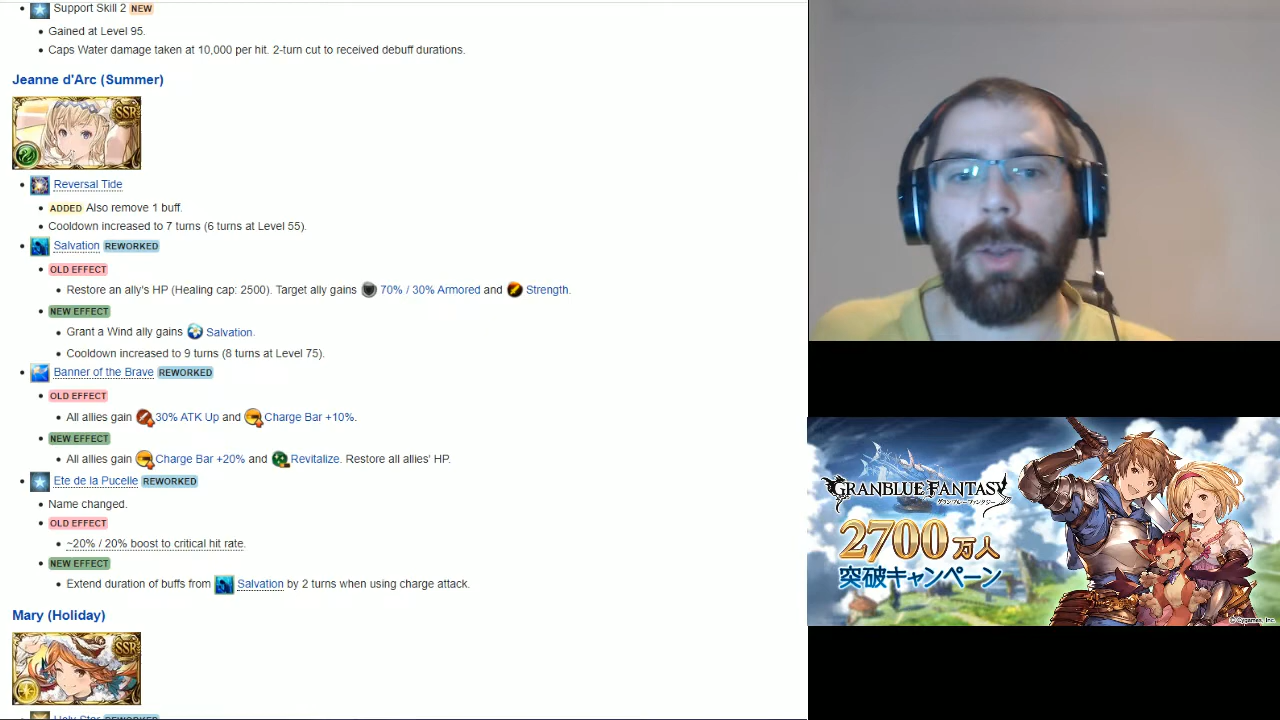 Support Skill 2 NEW
Gained at Level 95.
Caps Water damage taken at 10,000 per hit. 2-turn cut to received debuff durations.
Jeanne d'Arc (Summer)
SSR
Reversal Tide
ADDED Also remove 1 buff.
Cooldown increased to 7 turns (6 turns at Level 55).
Salvation REWORKED
OLD EFFECT
Restore an ally's HP (Healing cap: 2500). Target ally gains 70% / 30% Armored and Strength.
NEW EFFECT
Grant a Wind ally gains Salvation.
Cooldown increased to 9 turns (8 turns at Level 75).
Banner of the Brave REWORKED
OLD EFFECT
All allies gain 30% ATK Up and Charge Bar +10%.
NEW EFFECT
All allies gain Charge Bar +20% and Revitalize. Restore all allies' HP.
Ete de la Pucelle REWORKED
Name changed.
OLD EFFECT
~20% / 20% boost to critical hit rate.
NEW EFFECT
Extend duration of buffs from Salvation by 2 turns when using charge attack.
Mary (Holiday)
SSR
Holy Star REWORKED
GRANBLUE FANTASY
グランブルーファンタジー
2700万人
突破キャンペーン
© Cygames, Inc.